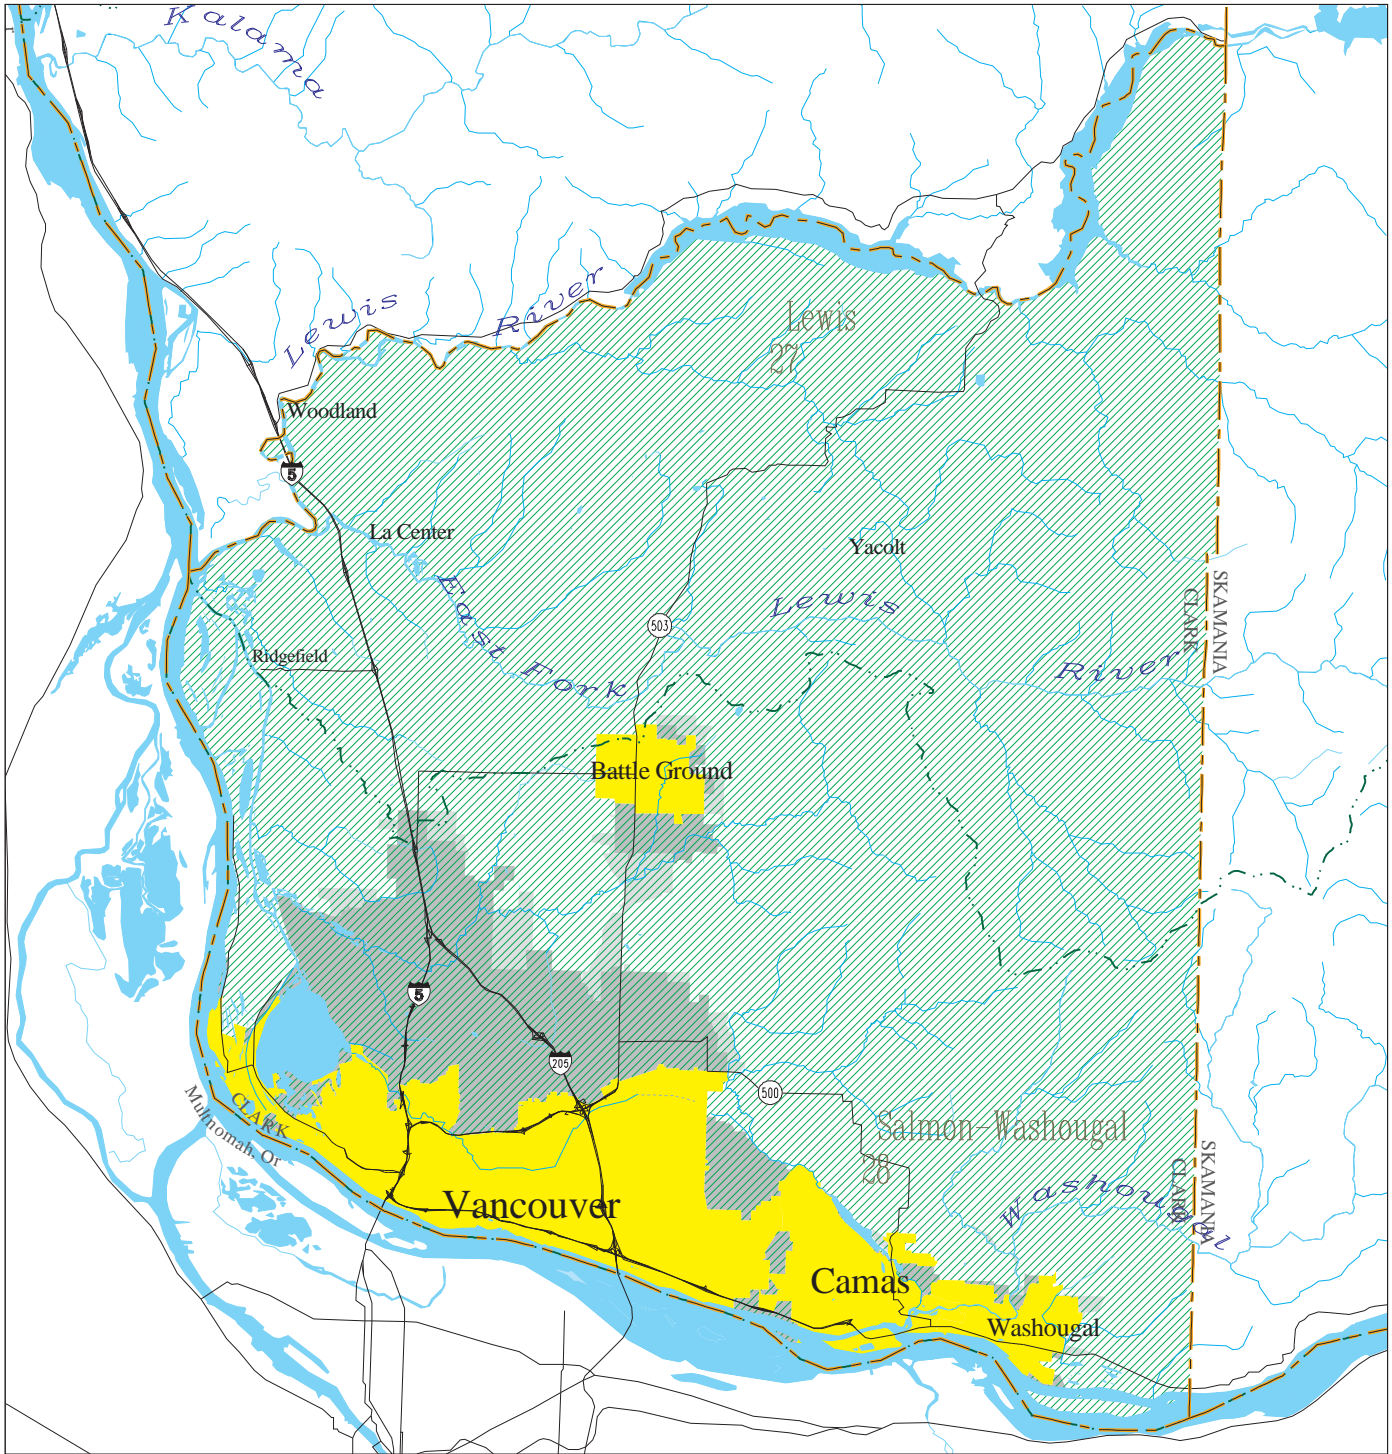 Kalama
Lewis
River
Lewis
27
Woodland
5
La Center
Yacolt
East Fork
Lewis
River
503
SKAMANIA
CLARK
Ridgefield
Battle Ground
5
205
500
CLARK
Multnomah, Or
Salmon-Washougal
28
SKAMANIA
CLARK
Washougal
Vancouver
Camas
Washougal